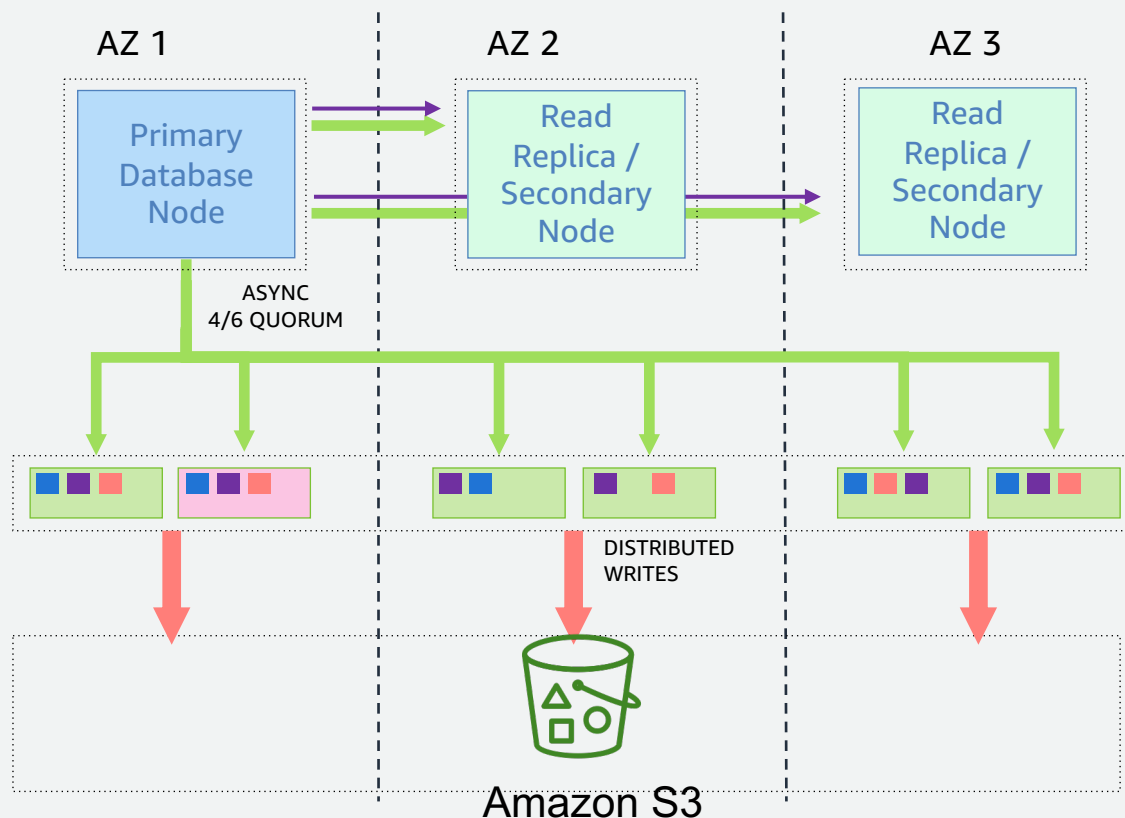 AZ 1
AZ 2
AZ 3
Primary
Database
Node
Read
Replica /
Secondary
Node
Read
Replica /
Secondary
Node
ASYNC
4/6 QUORUM
DISTRIBUTED
WRITES
Amazon S3